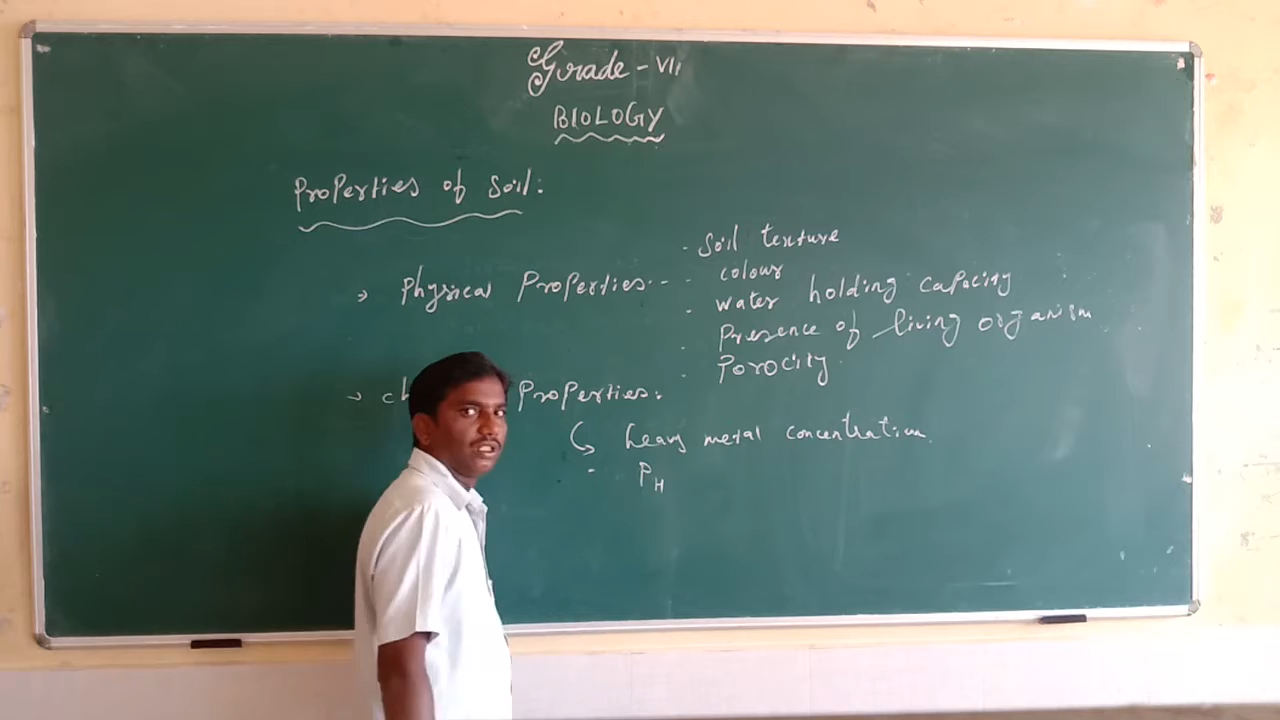 Grade - VII
BIOLOGY
Properties of Soil:
- Soil texture
→ Physical Properties:- - colour
- water holding capacity
- Presence of living organism
- Porocity.
→ ch Properties:
↳ heavy metal concentration.
- PH